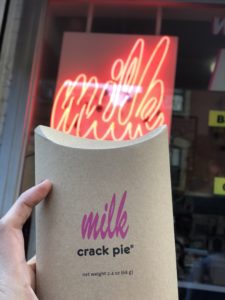 milk
milk
crack pie®
net weight 2.4 oz (68 g)